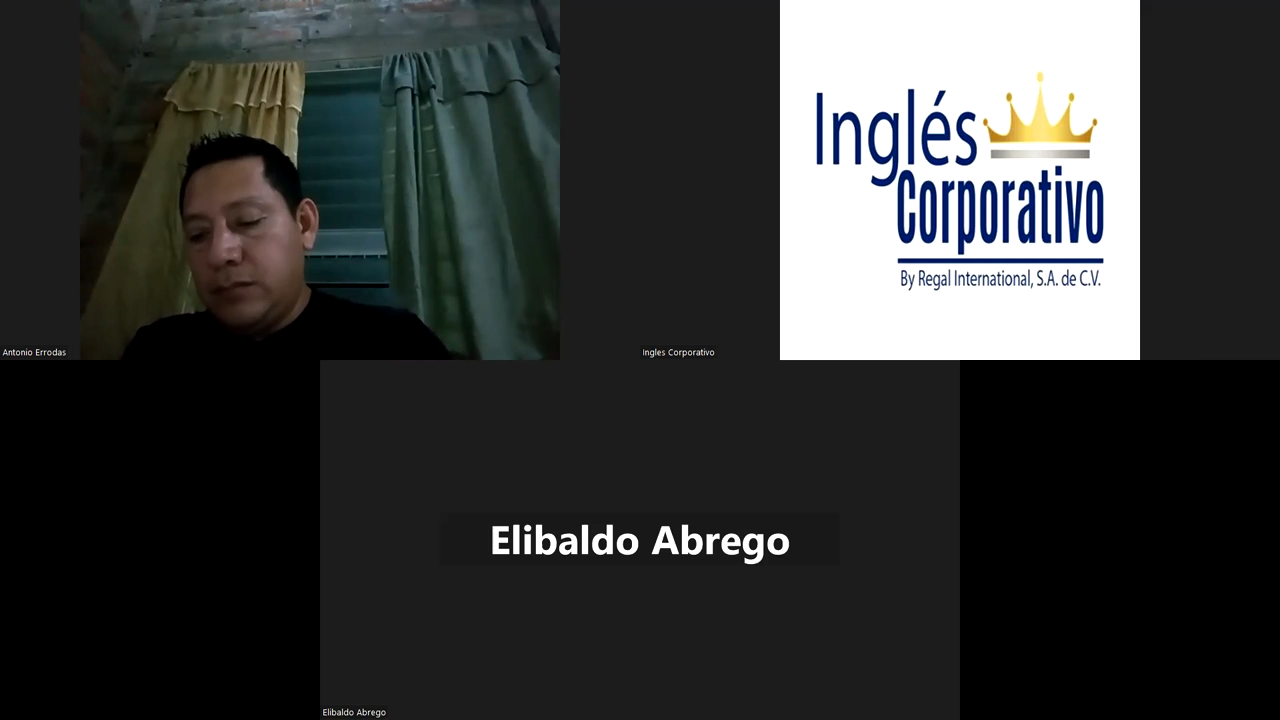 Inglés
Corporativo
By Regal International, S.A. de C.V.
Antonio Errodas
Ingles Corporativo
Elibaldo Abrego
Elibaldo Abrego